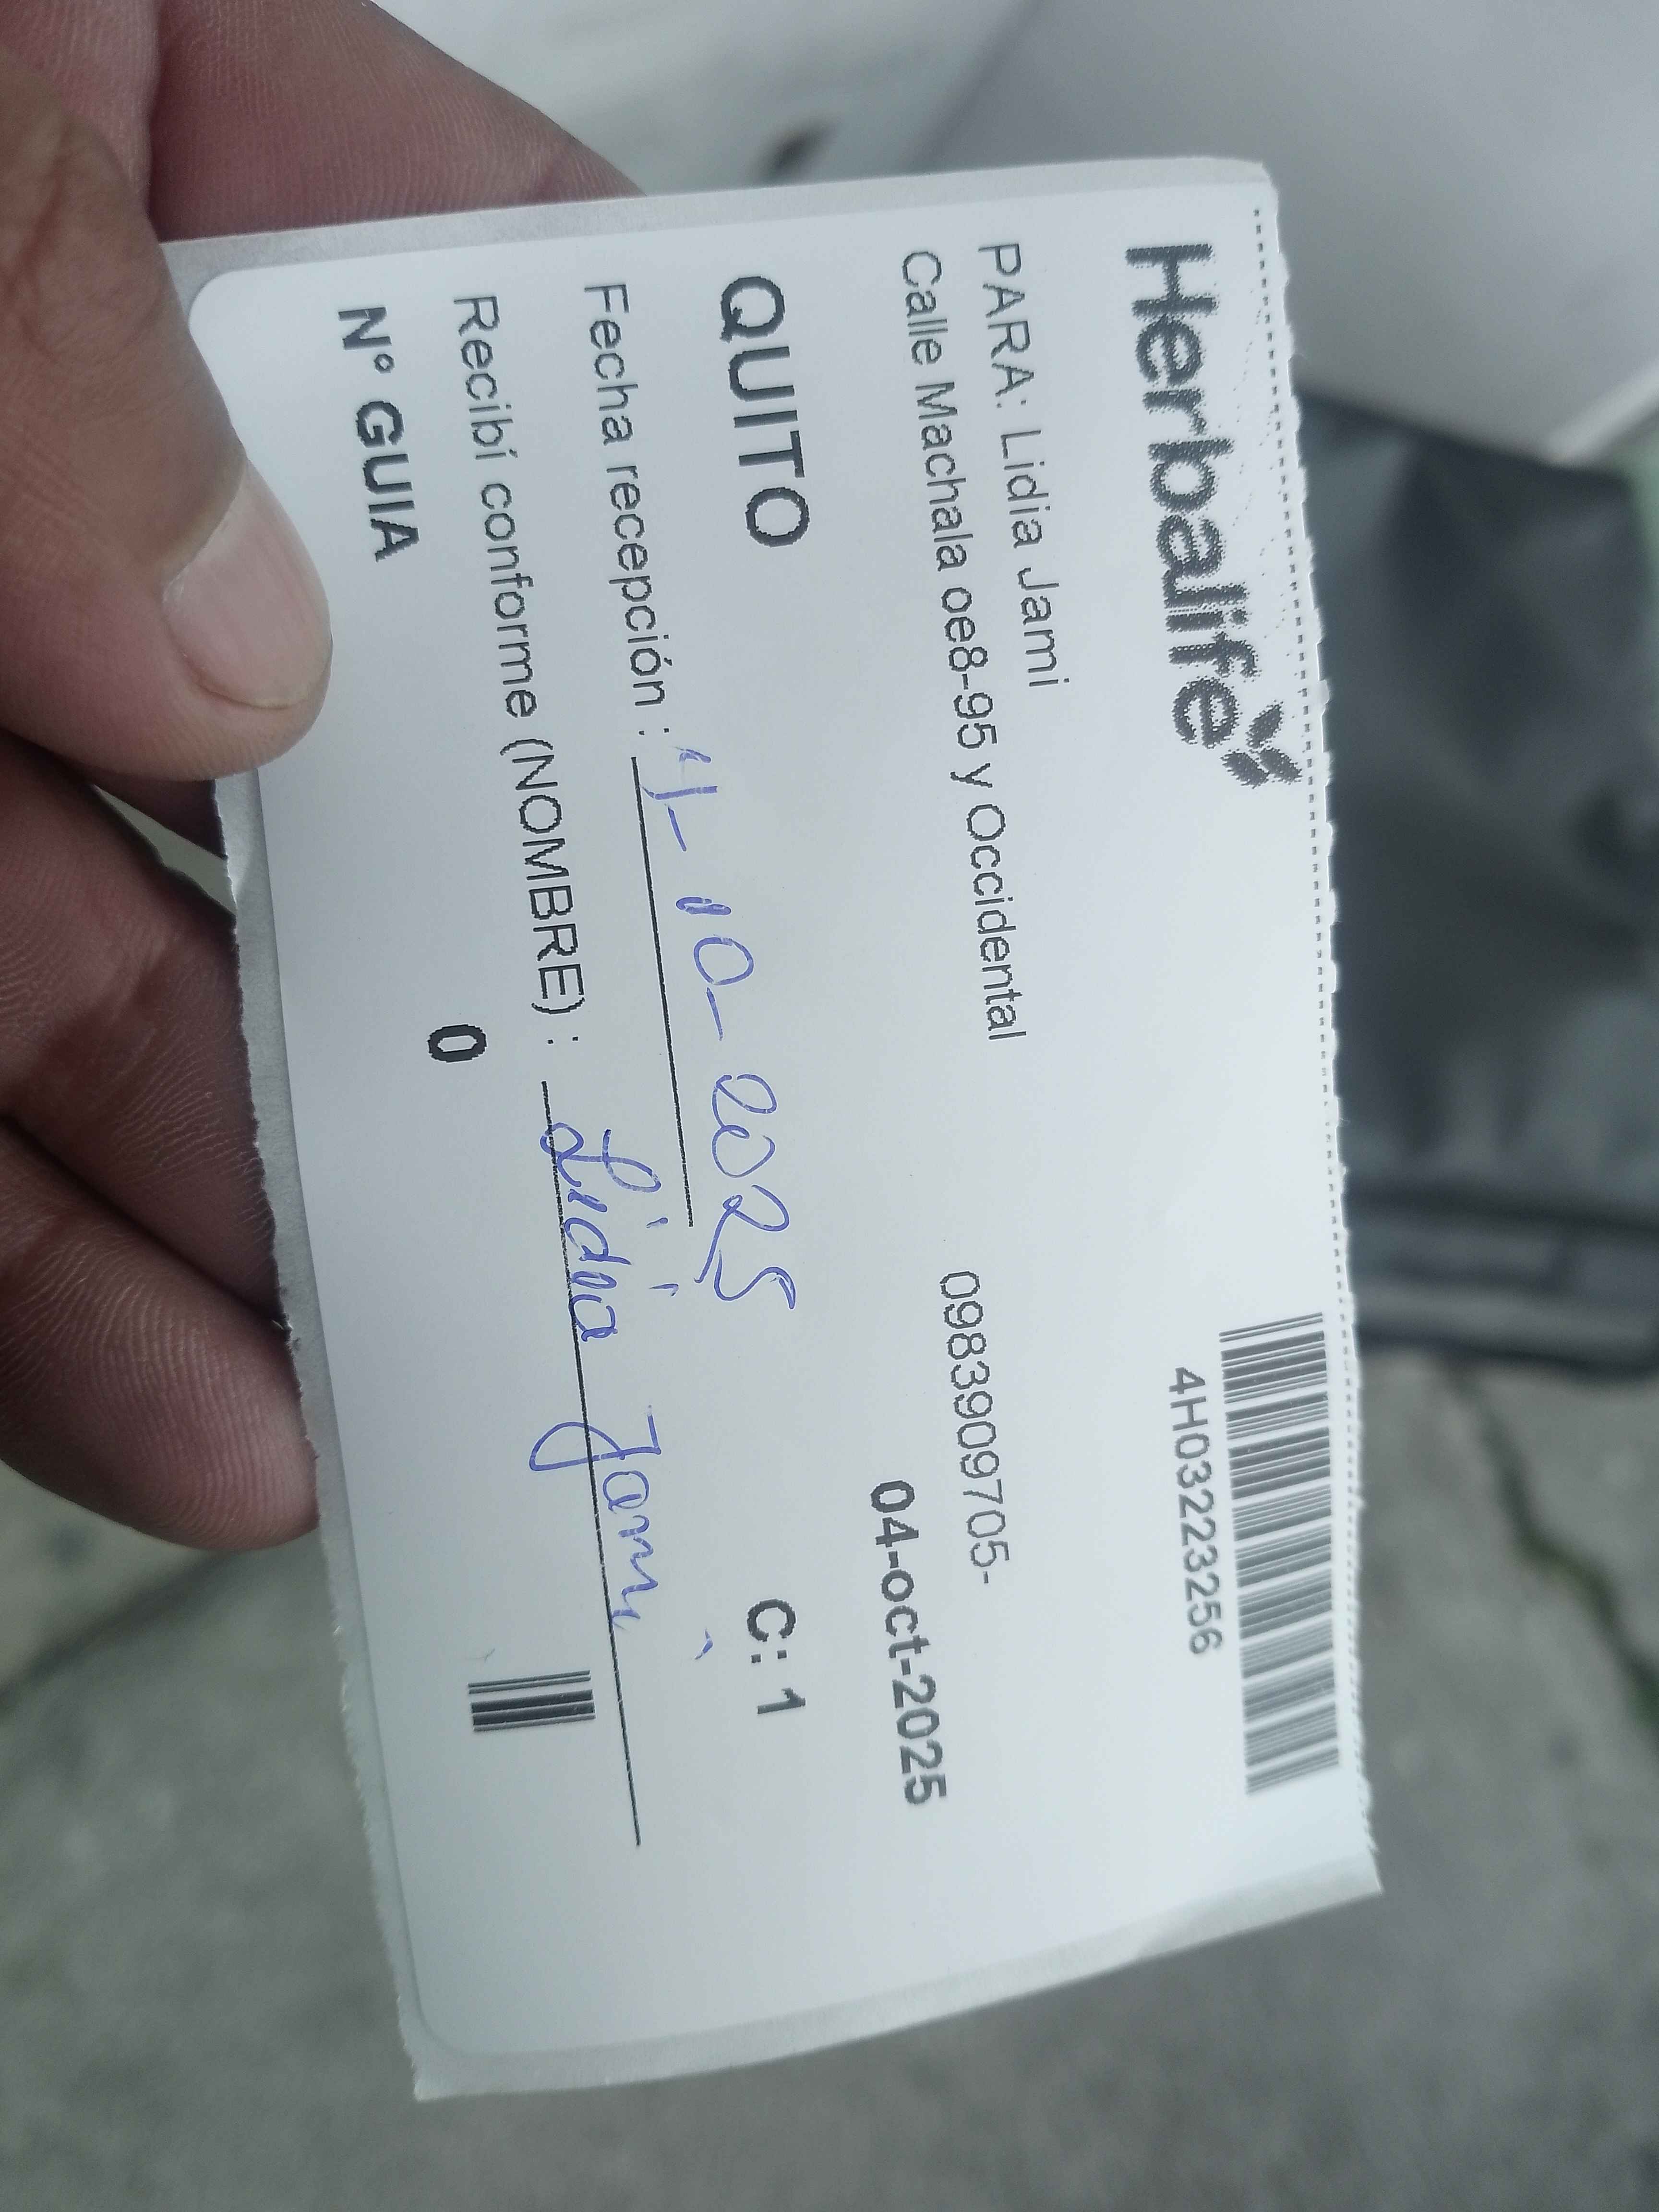 Herbalife
4H03223256
PARA: Lidia Jami
Calle Machala oe8-95 y Occidental
0983909705-
04-oct-2025
QUITO
C: 1
Fecha recepción : 4-10-2025
Recibí conforme (NOMBRE) : Lidia Jami
Nº GUIA 0